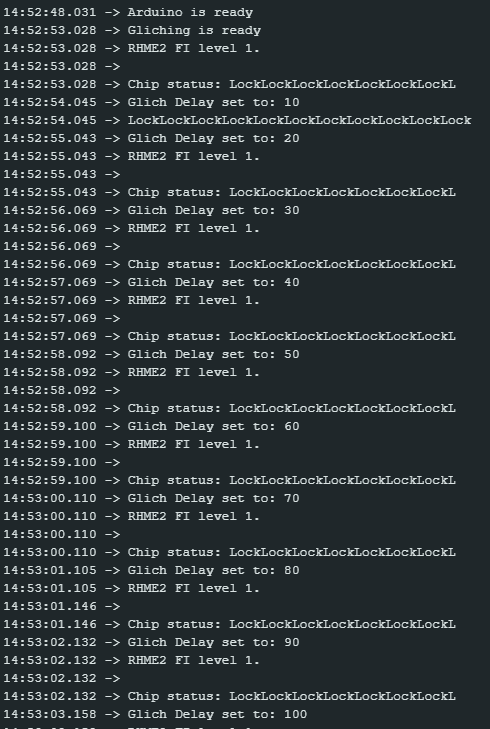 14:52:48.031 -> Arduino is ready
14:52:53.028 -> Gliching is ready
14:52:53.028 -> RHME2 FI level 1.
14:52:53.028 ->
14:52:53.028 -> Chip status: LockLockLockLockLockLockLockL
14:52:54.045 -> Glich Delay set to: 10
14:52:54.045 -> LockLockLockLockLockLockLockLockLockLockLock
14:52:55.043 -> Glich Delay set to: 20
14:52:55.043 -> RHME2 FI level 1.
14:52:55.043 ->
14:52:55.043 -> Chip status: LockLockLockLockLockLockLockL
14:52:56.069 -> Glich Delay set to: 30
14:52:56.069 -> RHME2 FI level 1.
14:52:56.069 ->
14:52:56.069 -> Chip status: LockLockLockLockLockLockLockL
14:52:57.069 -> Glich Delay set to: 40
14:52:57.069 -> RHME2 FI level 1.
14:52:57.069 ->
14:52:57.069 -> Chip status: LockLockLockLockLockLockLockL
14:52:58.092 -> Glich Delay set to: 50
14:52:58.092 -> RHME2 FI level 1.
14:52:58.092 ->
14:52:58.092 -> Chip status: LockLockLockLockLockLockLockL
14:52:59.100 -> Glich Delay set to: 60
14:52:59.100 -> RHME2 FI level 1.
14:52:59.100 ->
14:52:59.100 -> Chip status: LockLockLockLockLockLockLockL
14:53:00.110 -> Glich Delay set to: 70
14:53:00.110 -> RHME2 FI level 1.
14:53:00.110 ->
14:53:00.110 -> Chip status: LockLockLockLockLockLockLockL
14:53:01.105 -> Glich Delay set to: 80
14:53:01.105 -> RHME2 FI level 1.
14:53:01.146 ->
14:53:01.146 -> Chip status: LockLockLockLockLockLockLockL
14:53:02.132 -> Glich Delay set to: 90
14:53:02.132 -> RHME2 FI level 1.
14:53:02.132 ->
14:53:02.132 -> Chip status: LockLockLockLockLockLockLockL
14:53:03.158 -> Glich Delay set to: 100